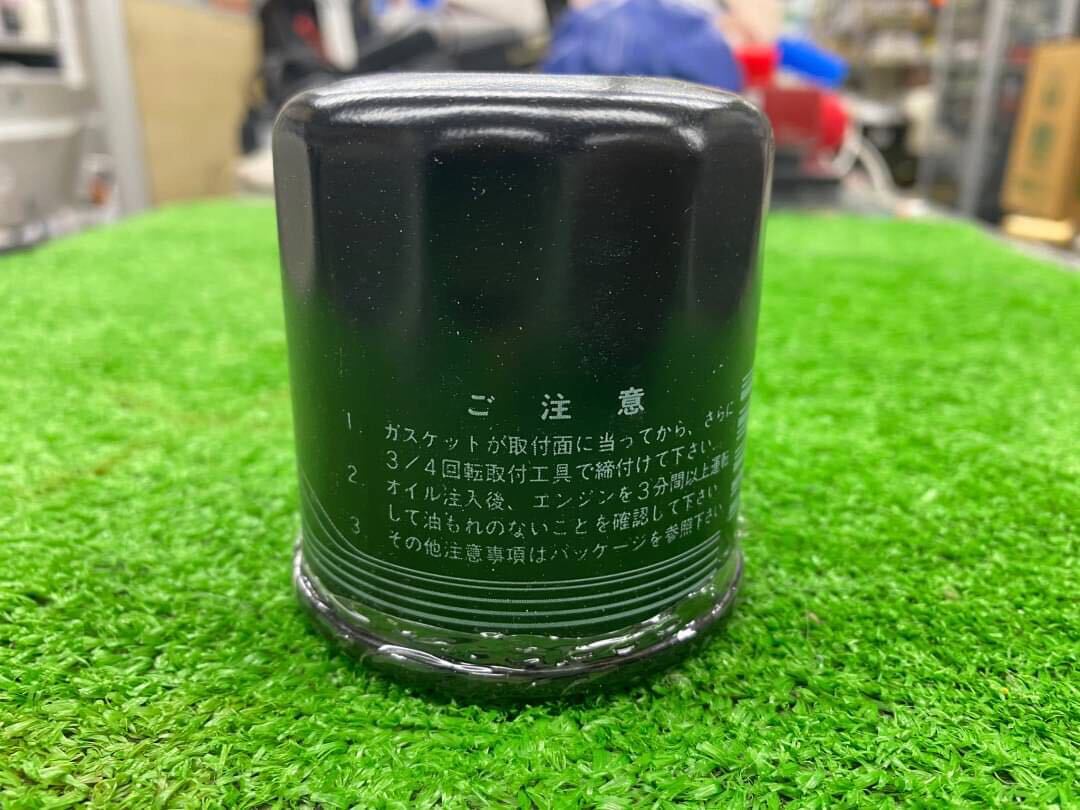 ご注意
1. ガスケットが取付面に当ってから、さらに
3/4回転取付工具で締付けて下さい。
2. オイル注入後、エンジンを3分間以上運転
して油もれのないことを確認して下さい
3. その他注意事項はパッケージを参照下さい